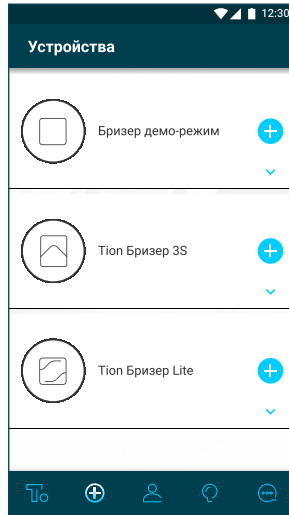 12:30
Устройства
Бризер демо-режим
Tion Бризер 3S
Tion Бризер Lite